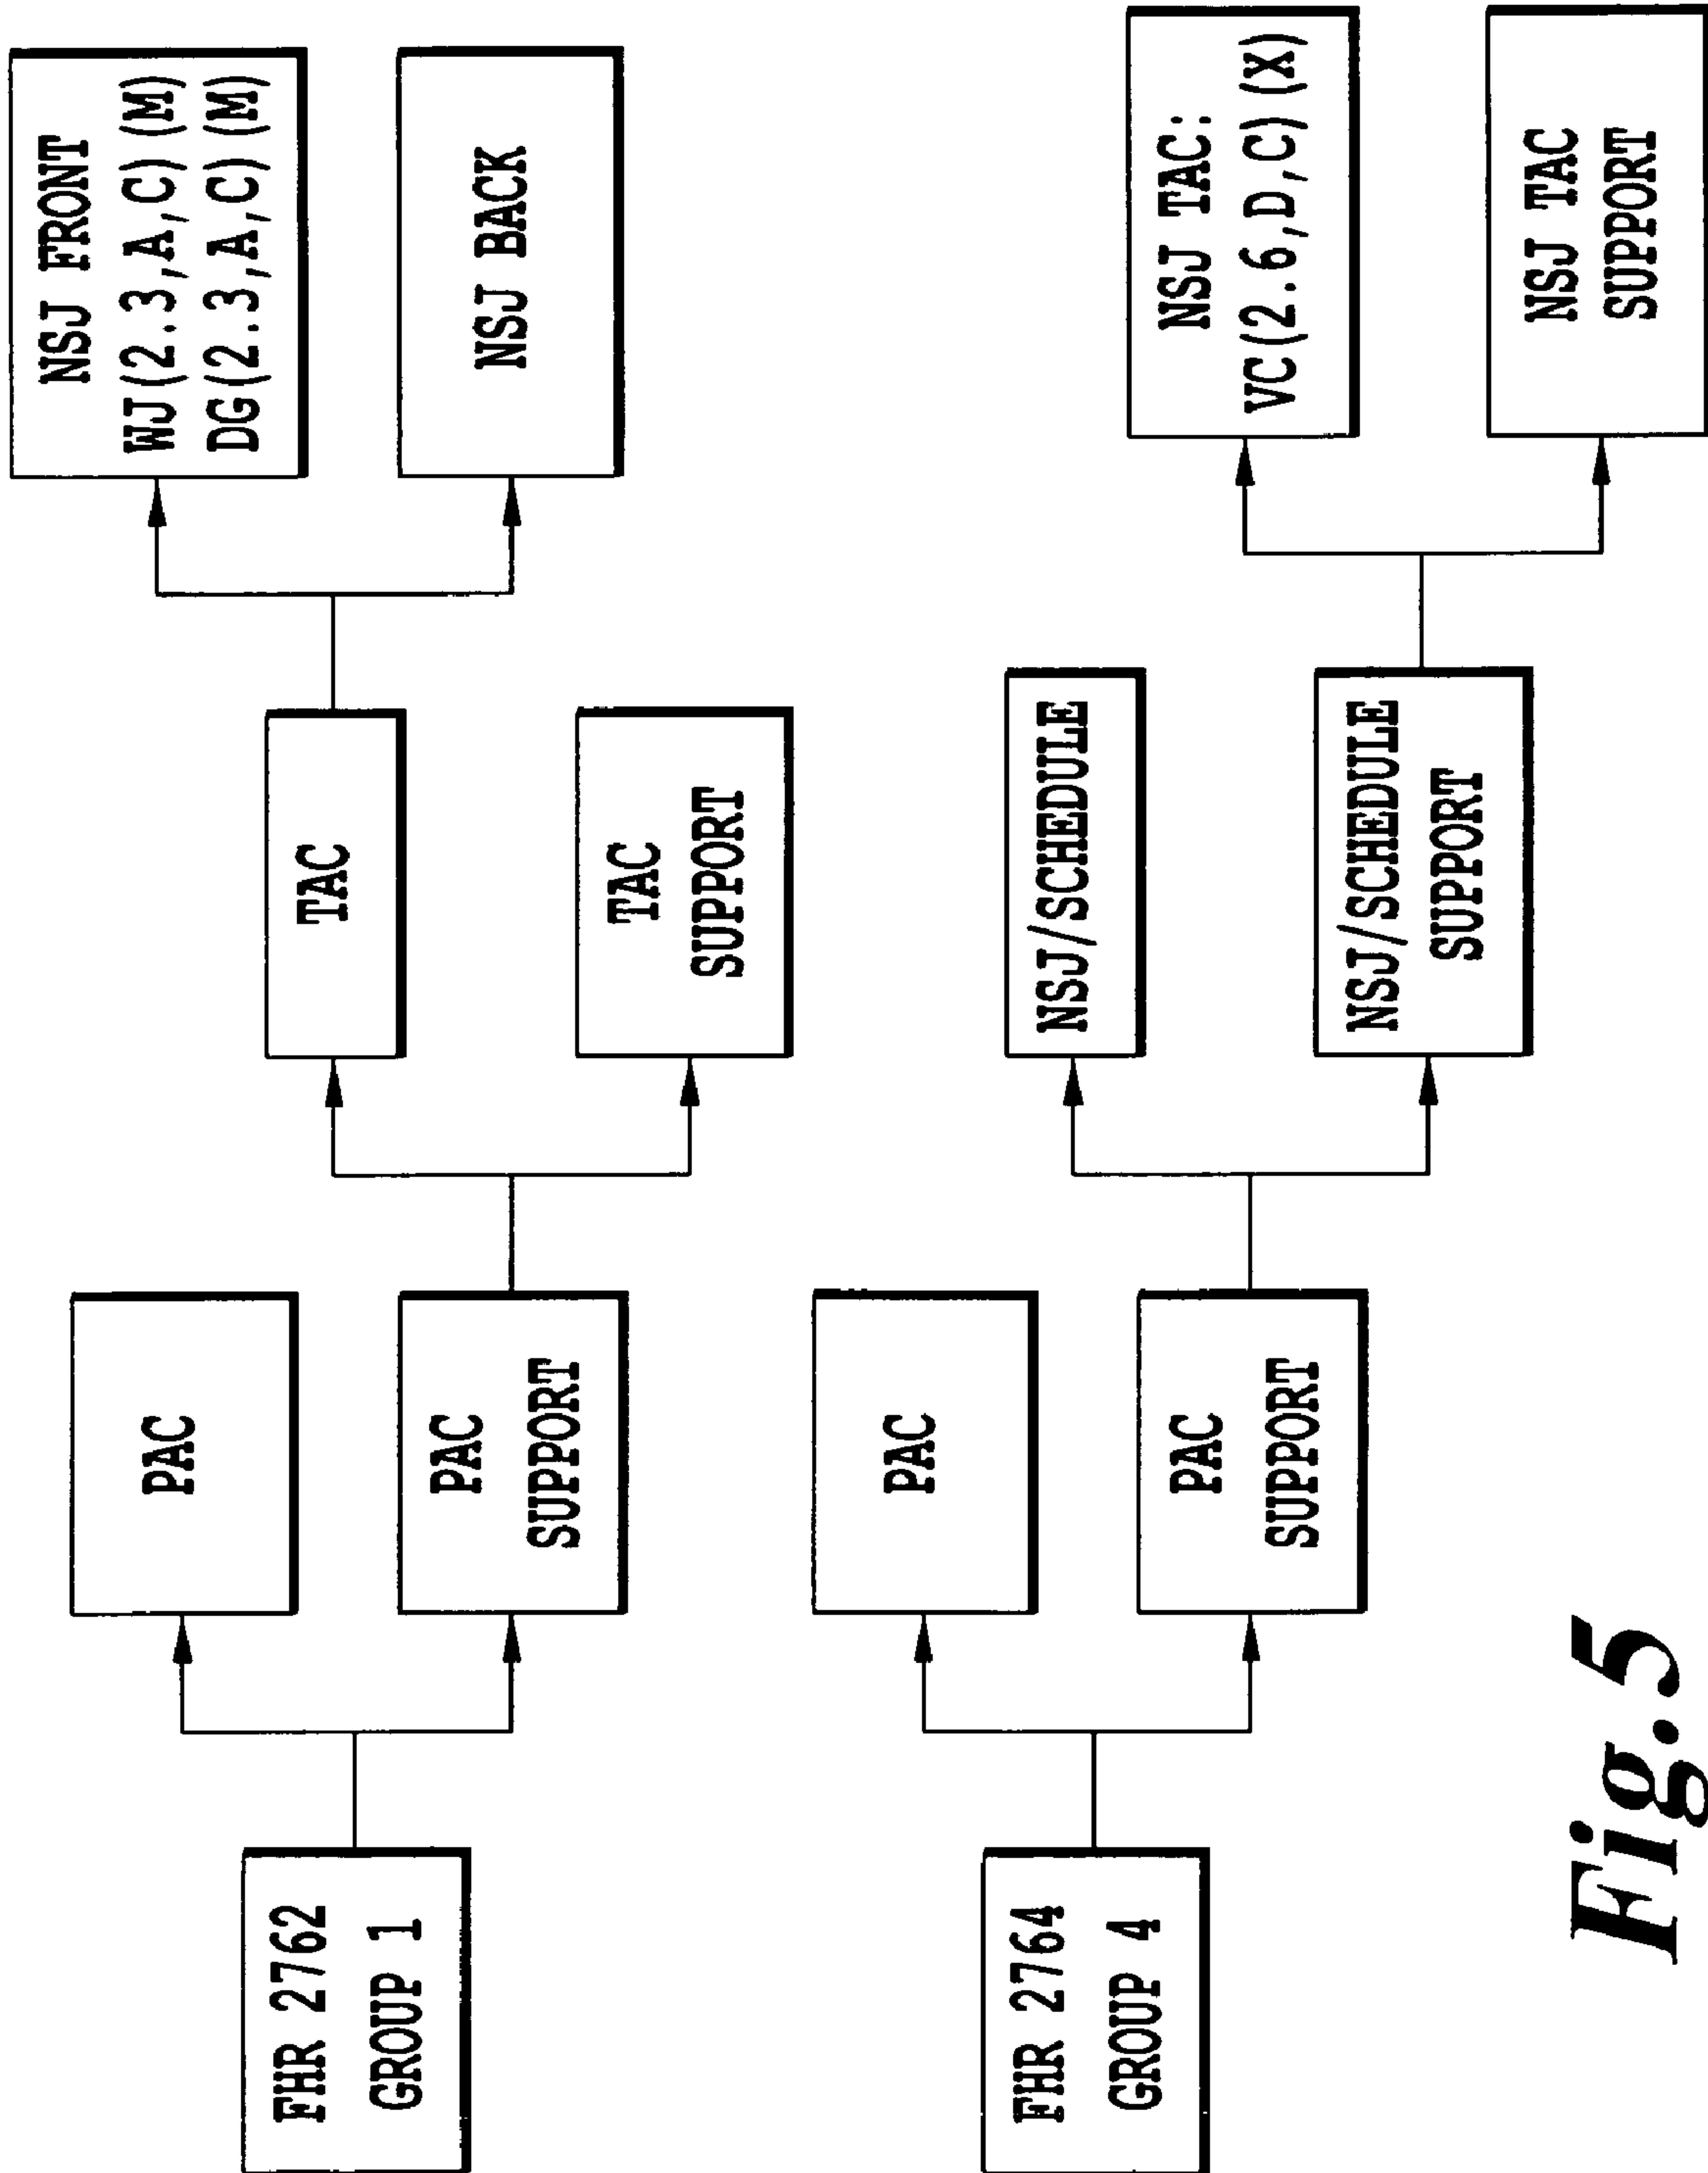 FHR 2762
GROUP 1
PAC
PAC
SUPPORT
TAC
TAC
SUPPORT
NSJ FRONT
WJ(2.3,A,C)(M)
DG(2.3,A,C)(M)
NSJ BACK
FHR 2764
GROUP 4
PAC
PAC
SUPPORT
NSJ/SCHEDULE
NSJ/SCHEDULE
SUPPORT
NSJ TAC:
VC(2.6,D,C)(X)
NSJ TAC
SUPPORT
Fig.5